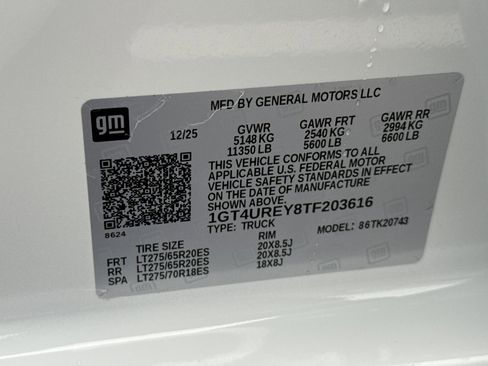 MFD BY GENERAL MOTORS LLC
gm
12/25 GVWR GAWR FRT GAWR RR
5148 KG 2540 KG 2994 KG
11350 LB 5600 LB 6600 LB
THIS VEHICLE CONFORMS TO ALL
APPLICABLE U.S. FEDERAL MOTOR
VEHICLE SAFETY STANDARDS IN EFFECT
ON THE DATE OF MANUFACTURE
SHOWN ABOVE.
1GT4UREY8TF203616
8624
TYPE: TRUCK MODEL: 86TK20743
TIRE SIZE RIM
FRT LT275/65R20ES 20X8.5J
RR LT275/65R20ES 20X8.5J
SPA LT275/70R18ES 18X8J